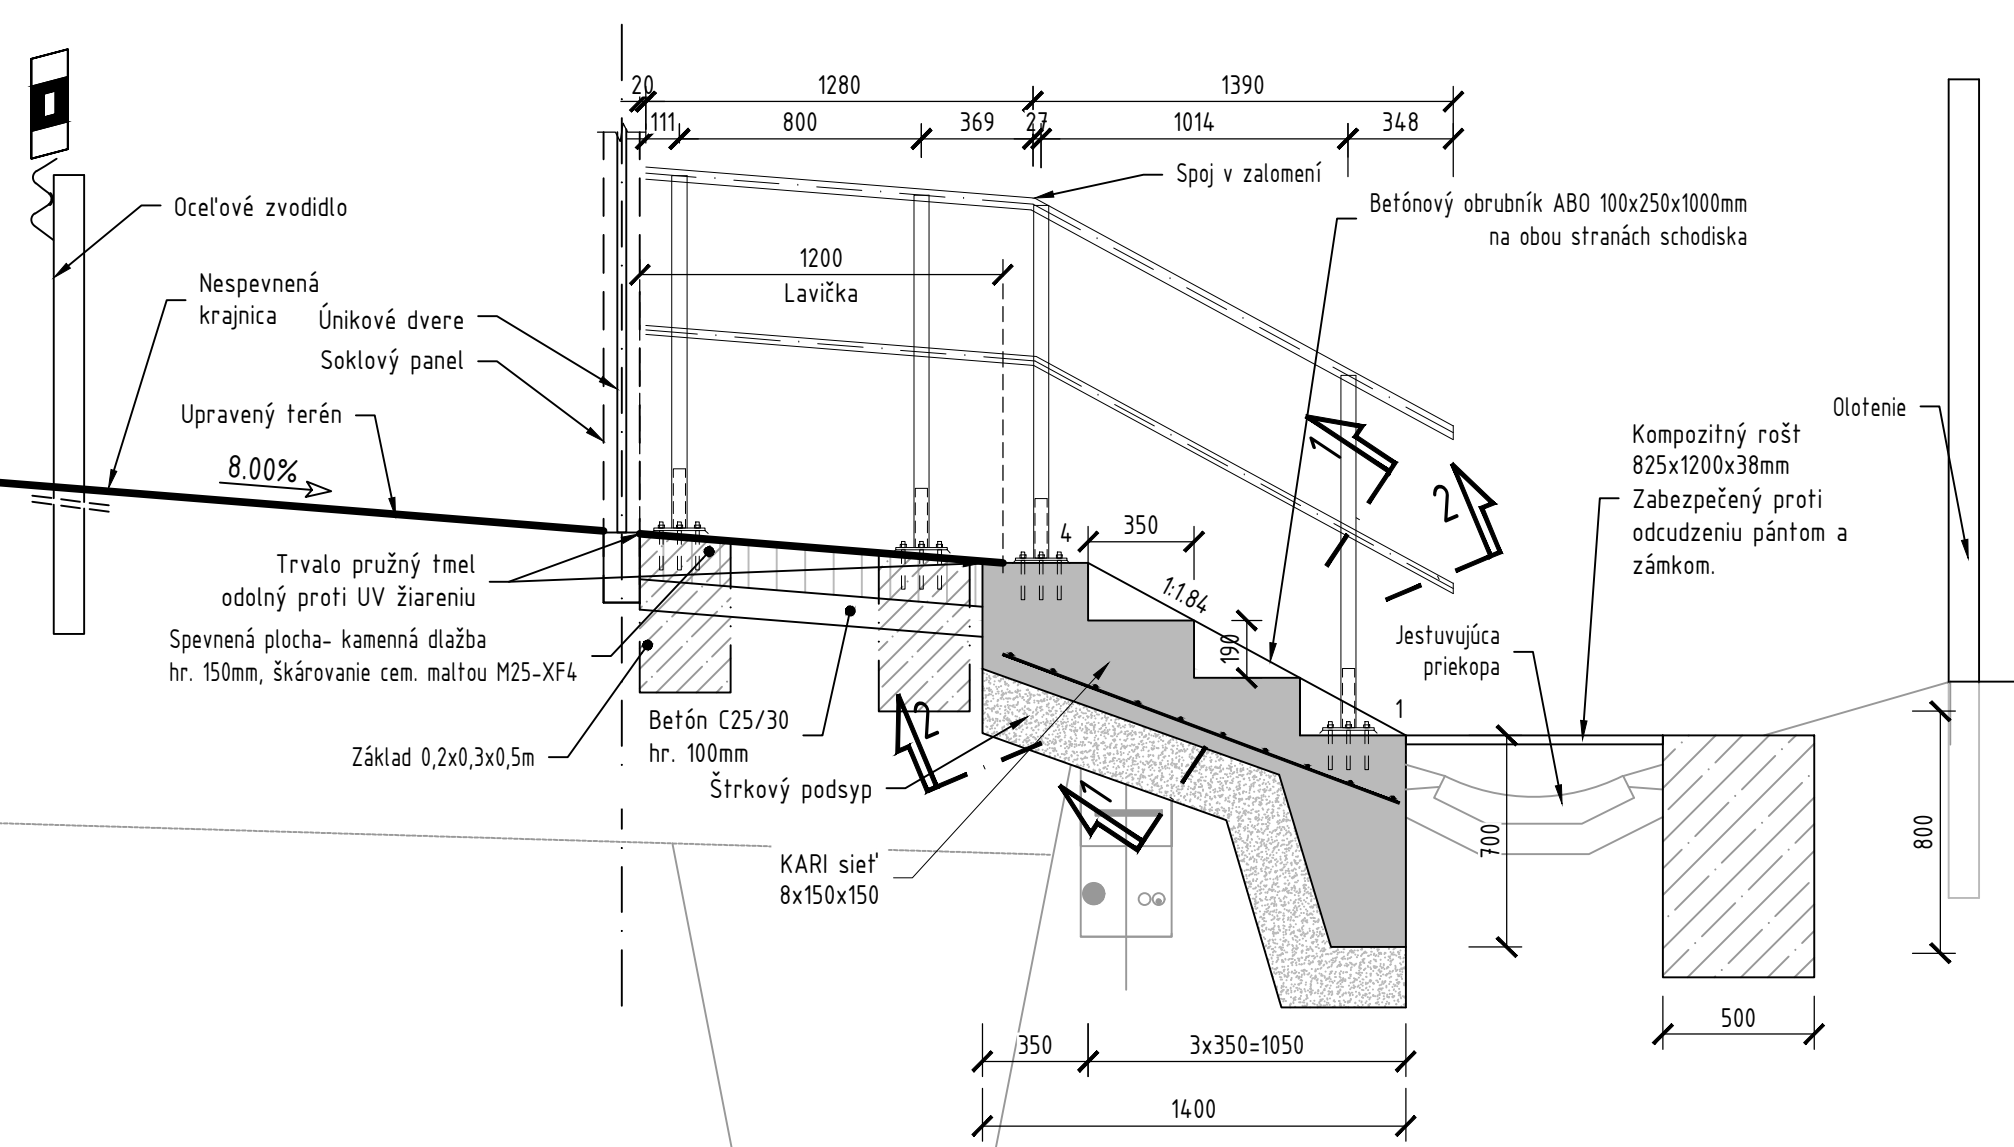 20
1280
1390
111
800
369
27
1014
348
Spoj v zalomení
Oceľové zvodidlo
Betónový obrubník ABO 100x250x1000mm
na obou stranách schodiska
1200
Lavička
Nespevnená
krajnica
Únikové dvere
Soklový panel
Upravený terén
8.00%
Olotenie
Kompozitný rošt
825x1200x38mm
Zabezpečený proti
odcudzeniu pántom a
zámkom.
1
2
4
350
1:1.84
190
Trvalo pružný tmel
odolný proti UV žiareniu
Spevnená plocha- kamenná dlažba
hr. 150mm, škárovanie cem. maltou M25-XF4
Jestuvujúca
priekopa
1
Základ 0,2x0,3x0,5m
Betón C25/30
hr. 100mm
2
Štrkový podsyp
1
700
800
KARI sieť
8x150x150
500
350
3x350=1050
1400